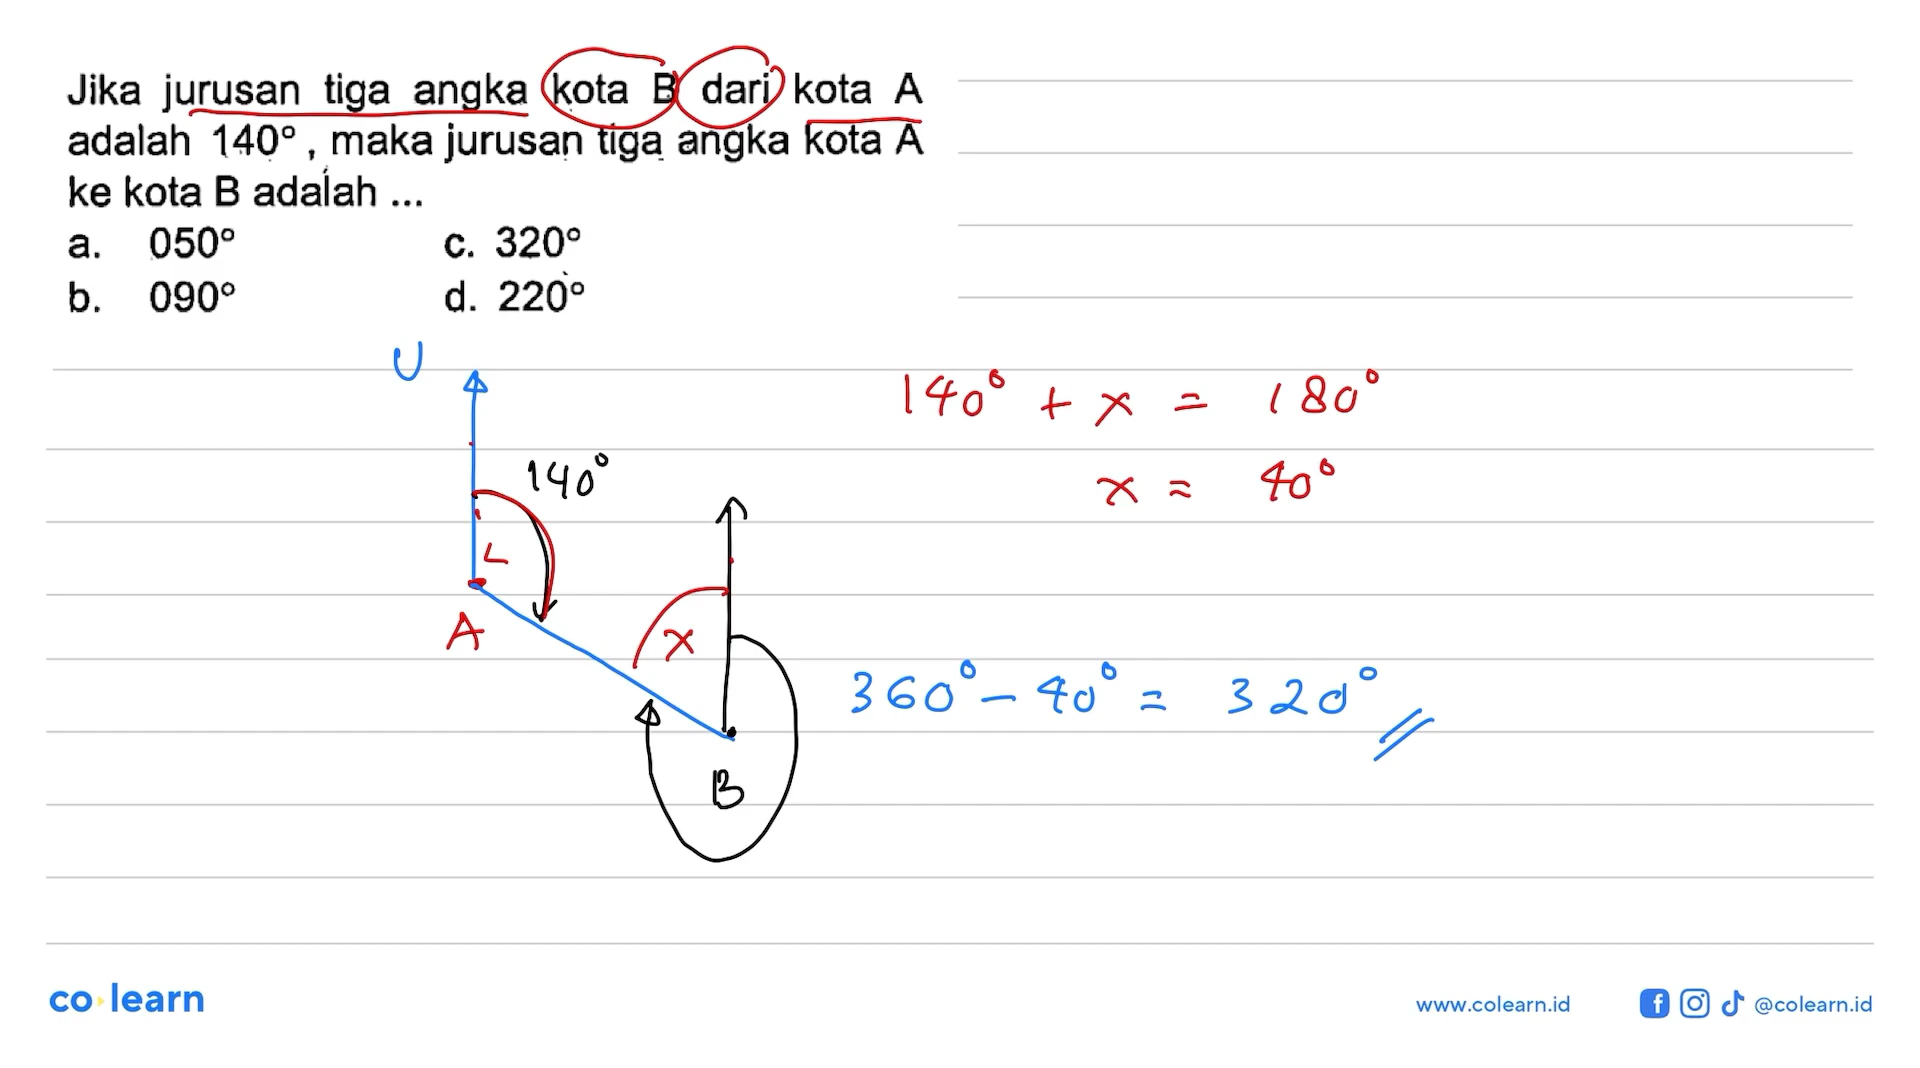 Jika jurusan tiga angka kota B dari kota A
adalah 140°, maka jurusan tiga angka kota A
ke kota B adalah ...
a. 050° c. 320°
b. 090° d. 220°
U
140° + x = 180°
140°
x = 40°
A
x
360° - 40° = 320°
B
co learn
www.colearn.id
@colearn.id